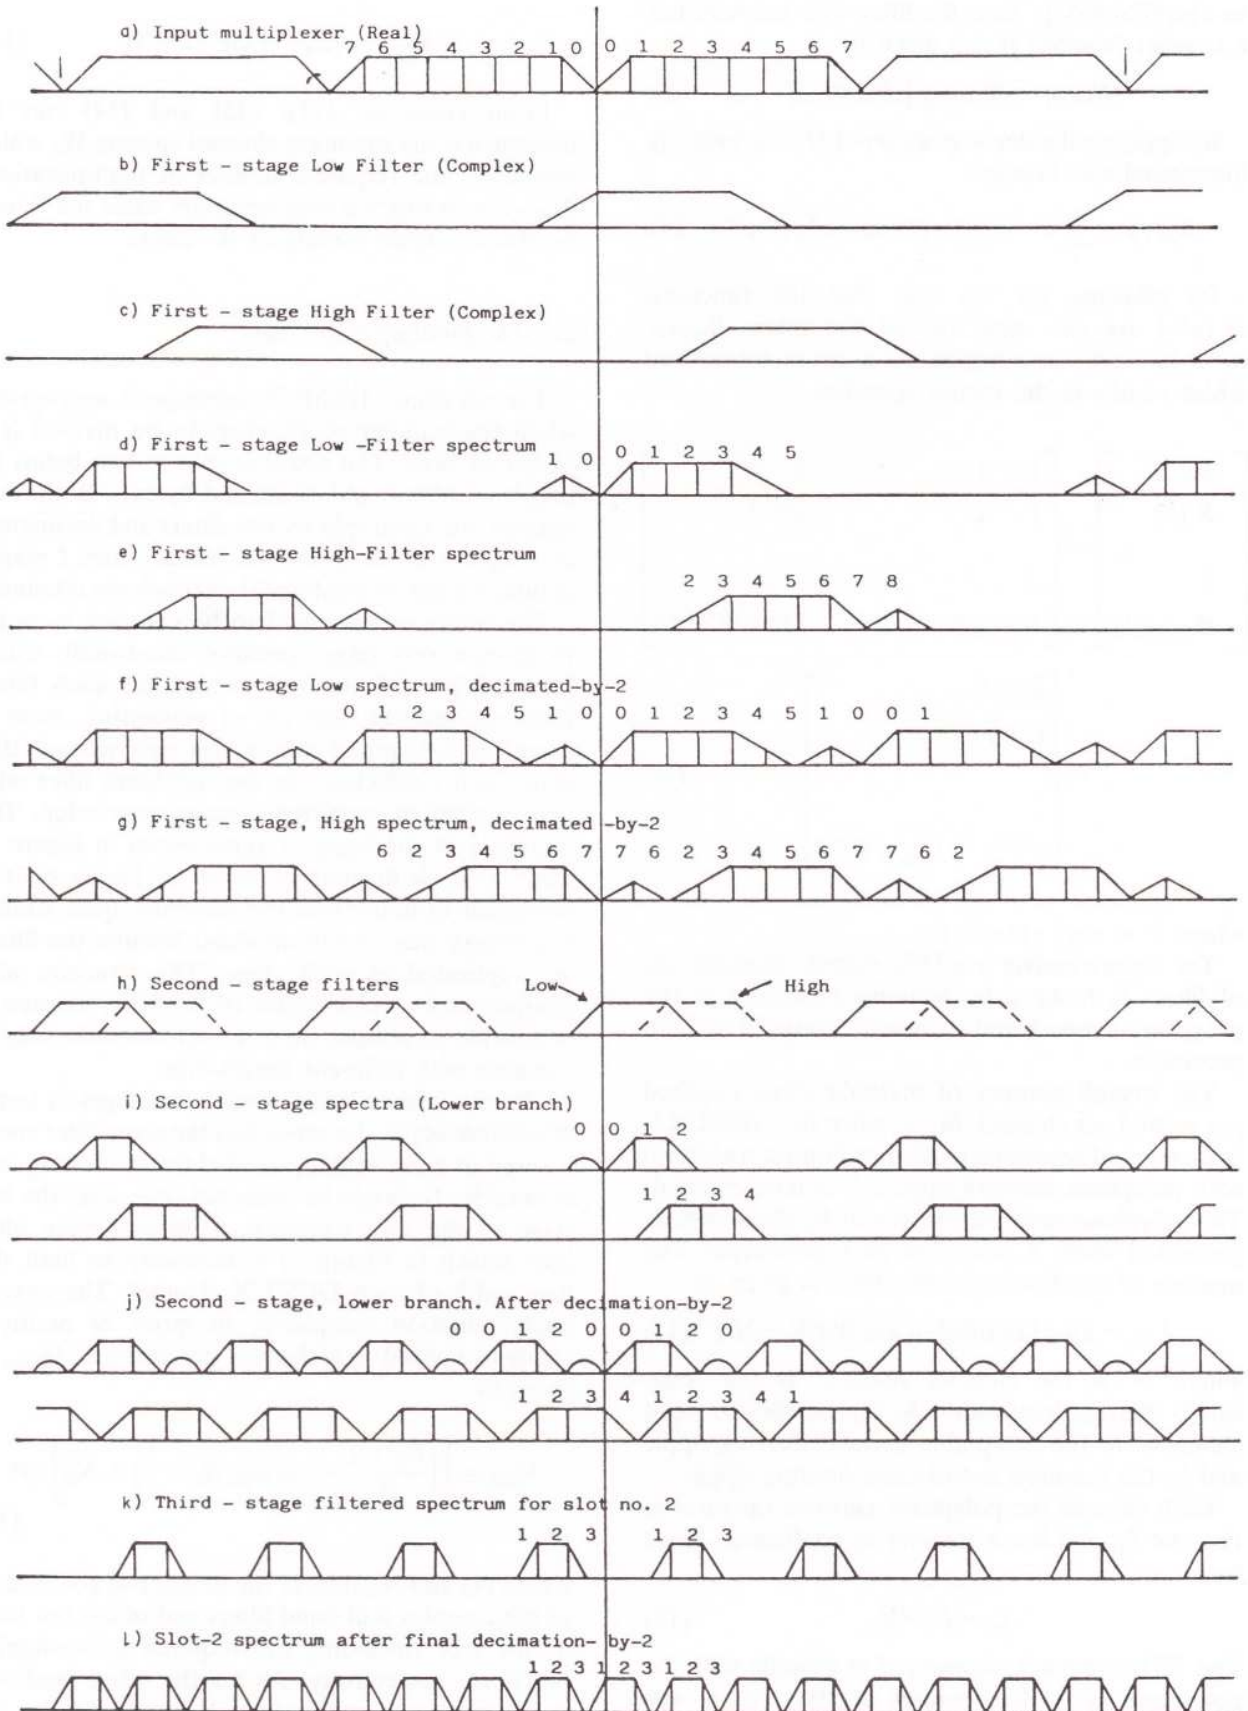 a) Input multiplexer (Real)
7 6 5 4 3 2 1 0 0 1 2 3 4 5 6 7
b) First - stage Low Filter (Complex)
c) First - stage High Filter (Complex)
d) First - stage Low -Filter spectrum
1 0 0 1 2 3 4 5
e) First - stage High-Filter spectrum
2 3 4 5 6 7 8
f) First - stage Low spectrum, decimated-by-2
0 1 2 3 4 5 1 0 0 1 2 3 4 5 1 0 0 1
g) First - stage, High spectrum, decimated -by-2
6 2 3 4 5 6 7 7 6 2 3 4 5 6 7 7 6 2
h) Second - stage filters
Low
High
i) Second - stage spectra (Lower branch)
0 0 1 2
1 2 3 4
j) Second - stage, lower branch. After decimation-by-2
0 0 1 2 0 0 1 2 0
1 2 3 4 1 2 3 4 1
k) Third - stage filtered spectrum for slot no. 2
1 2 3 1 2 3
l) Slot-2 spectrum after final decimation- by-2
1 2 3 1 2 3 1 2 3